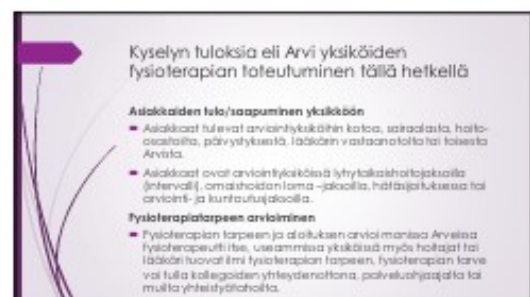 Kyselyn tuloksia eli Arvi yksiköiden
fysioterapian toteutuminen tällä hetkellä
Asiakkaiden tulo/saapuminen yksikköön
Asiakkaat tulevat arviointiyksiköihin kotoa, sairaalasta, hoito-
osastoilta, päivystyksestä, lääkärin vastaanotolta tai toisesta
Arvista.
Asiakkaat ovat arviointiyksiköissä lyhytaikaishoitojaksoilla
(intervalli), omaishoidon loma –jaksoilla, hätäsijoituksessa tai
arviointi- ja kuntoutusjaksoilla.
Fysioterapiatarpeen arvioiminen
Fysioterapian tarpeen ja aloituksen arvioi monissa Arveissa
fysioterapeutti itse, useammissa yksiköissä myös hoitajat tai
lääkäri tuovat ilmi fysioterapian tarpeen, fysioterapian tarve
voi tulla kollegoiden yhteydenottona, palveluohjaajalta tai
muilta yhteistyötahoilta.